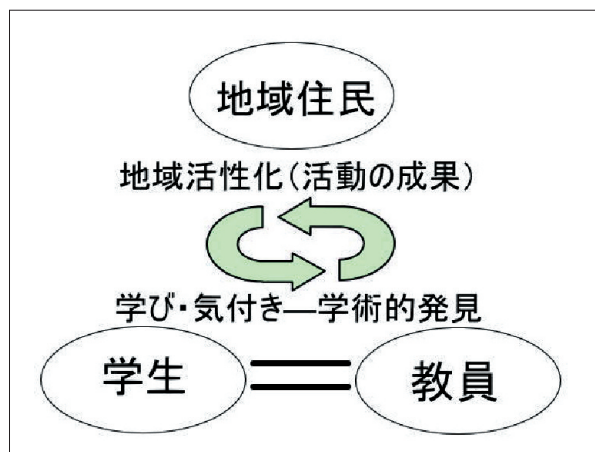 地域住民
地域活性化(活動の成果)
学び・気付き―学術的発見
学生
教員